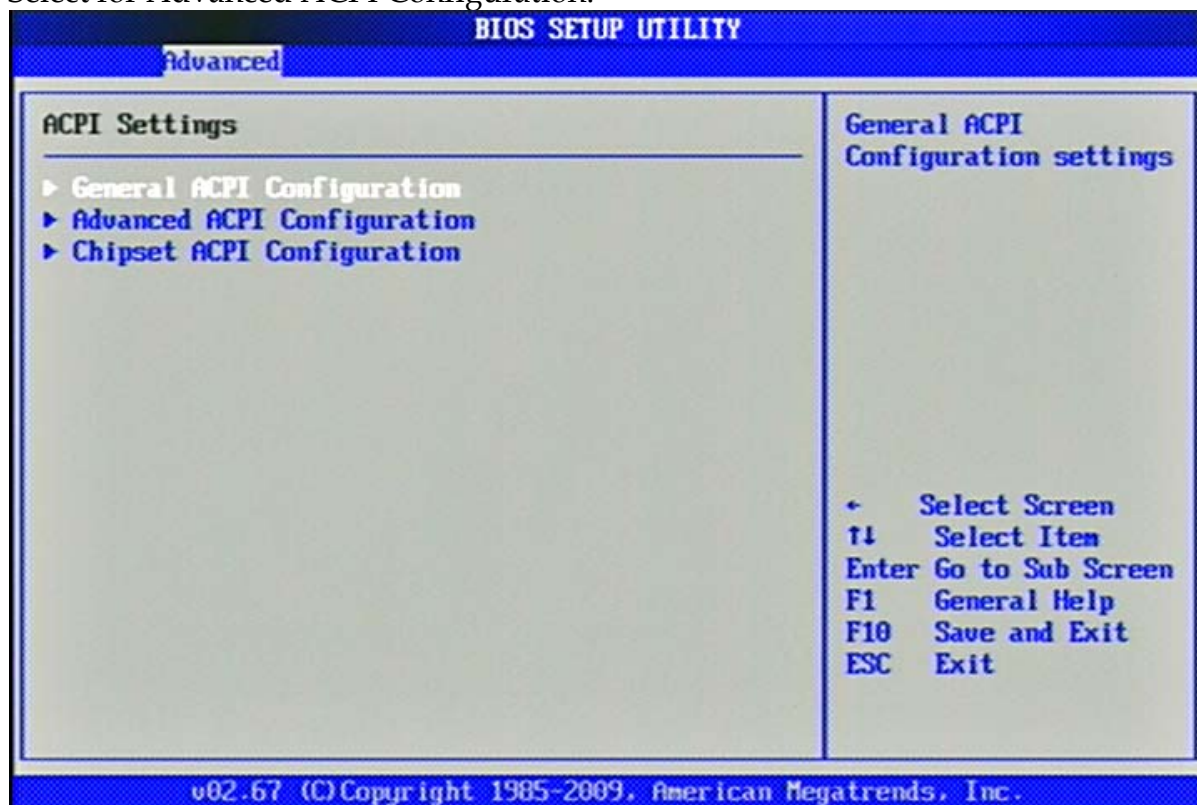 Select for Advanced ACPI Configuration.
BIOS SETUP UTILITY
Advanced
ACPI Settings
▶ General ACPI Configuration
▶ Advanced ACPI Configuration
▶ Chipset ACPI Configuration
General ACPI
Configuration settings
← Select Screen
↑↓ Select Item
Enter Go to Sub Screen
F1 General Help
F10 Save and Exit
ESC Exit
v02.67 (C)Copyright 1985-2009, American Megatrends, Inc.